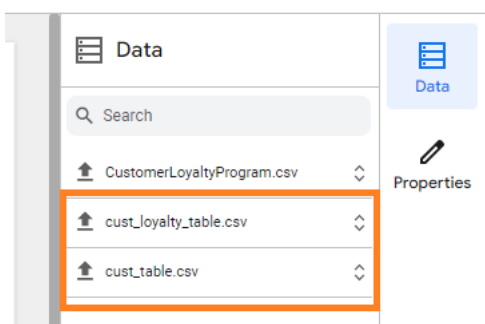 Data
Search
CustomerLoyaltyProgram.csv
cust_loyalty_table.csv
cust_table.csv
Data
Properties